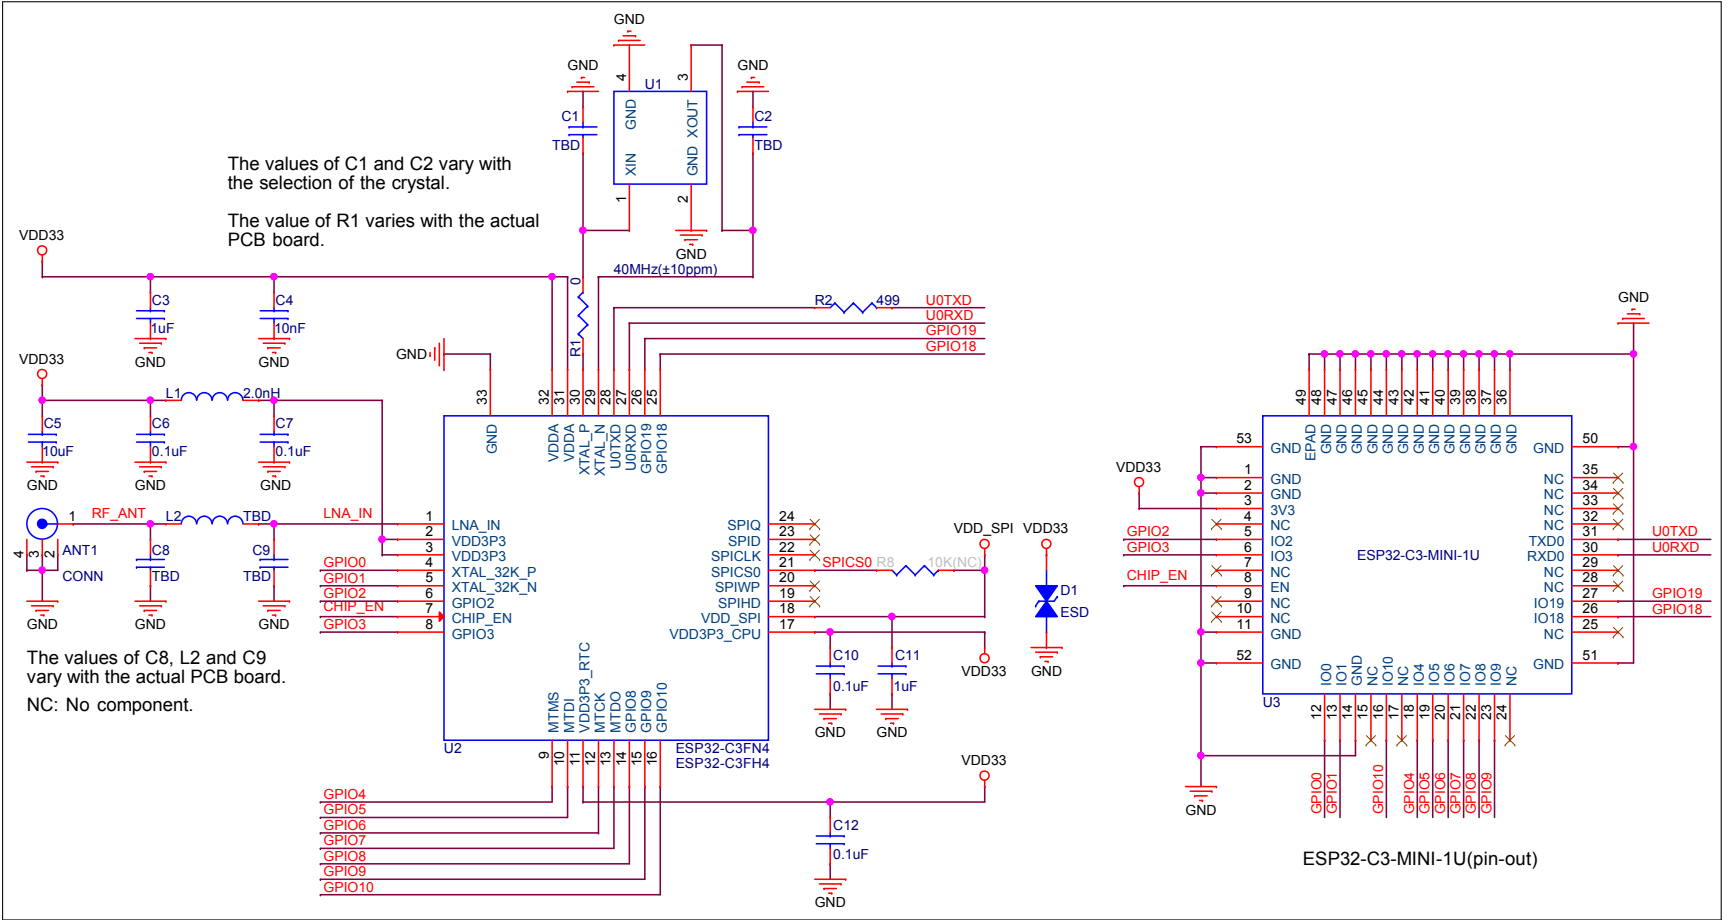 GND
GND
GND
4
3
U1
C1
TBD
GND
XOUT
XIN
GND
C2
TBD
1
2
GND
The values of C1 and C2 vary with
the selection of the crystal.
The value of R1 varies with the actual
PCB board.
40MHz(±10ppm)
VDD33
C3
1uF
GND
C4
10nF
GND
0
R1
R2
499
U0TXD
U0RXD
GPIO19
GPIO18
GND
VDD33
L1
2.0nH
C5
10uF
GND
C6
0.1uF
GND
C7
0.1uF
GND
33
32
31
30
29
28
27
26
25
GND
VDDA
VDDA
XTAL_P
XTAL_N
U0TXD
U0RXD
GPIO19
GPIO18
1
RF_ANT
L2
TBD
LNA_IN
4
3
2
ANT1
CONN
GND
C8
TBD
GND
C9
TBD
GND
GPIO0
GPIO1
GPIO2
CHIP_EN
GPIO3
1
2
3
4
5
6
7
8
LNA_IN
VDD3P3
VDD3P3
XTAL_32K_P
XTAL_32K_N
GPIO2
CHIP_EN
GPIO3
SPIQ
SPID
SPICLK
SPICS0
SPIWP
SPIHD
VDD_SPI
VDD3P3_CPU
24
23
22
21
20
19
18
17
SPICS0
R8
10K(NC)
VDD_SPI
VDD33
D1
ESD
GND
C10
0.1uF
GND
C11
1uF
GND
VDD33
The values of C8, L2 and C9
vary with the actual PCB board.
NC: No component.
MTMS
MTDI
VDD3P3_RTC
MTCK
MTDO
GPIO8
GPIO9
GPIO10
U2
ESP32-C3FN4
ESP32-C3FH4
9
10
11
12
13
14
15
16
GPIO4
GPIO5
GPIO6
GPIO7
GPIO8
GPIO9
GPIO10
VDD33
C12
0.1uF
GND
GND
49
48
47
46
45
44
43
42
41
40
39
38
37
36
EPAD
GND
GND
GND
GND
GND
GND
GND
GND
GND
GND
GND
GND
GND
VDD33
GPIO2
GPIO3
CHIP_EN
53
1
2
3
4
5
6
7
8
9
10
11
52
GND
GND
GND
3V3
NC
IO2
IO3
NC
EN
NC
NC
GND
GND
ESP32-C3-MINI-1U
GND
NC
NC
NC
NC
TXD0
RXD0
NC
NC
IO19
IO18
NC
GND
50
35
34
33
32
31
30
29
28
27
26
25
51
U0TXD
U0RXD
GPIO19
GPIO18
IO0
IO1
GND
NC
IO10
NC
IO4
IO5
IO6
IO7
IO8
IO9
NC
U3
12
13
14
15
16
17
18
19
20
21
22
23
24
GPIO0
GPIO1
GPIO10
GPIO4
GPIO5
GPIO6
GPIO7
GPIO8
GPIO9
GND
ESP32-C3-MINI-1U(pin-out)